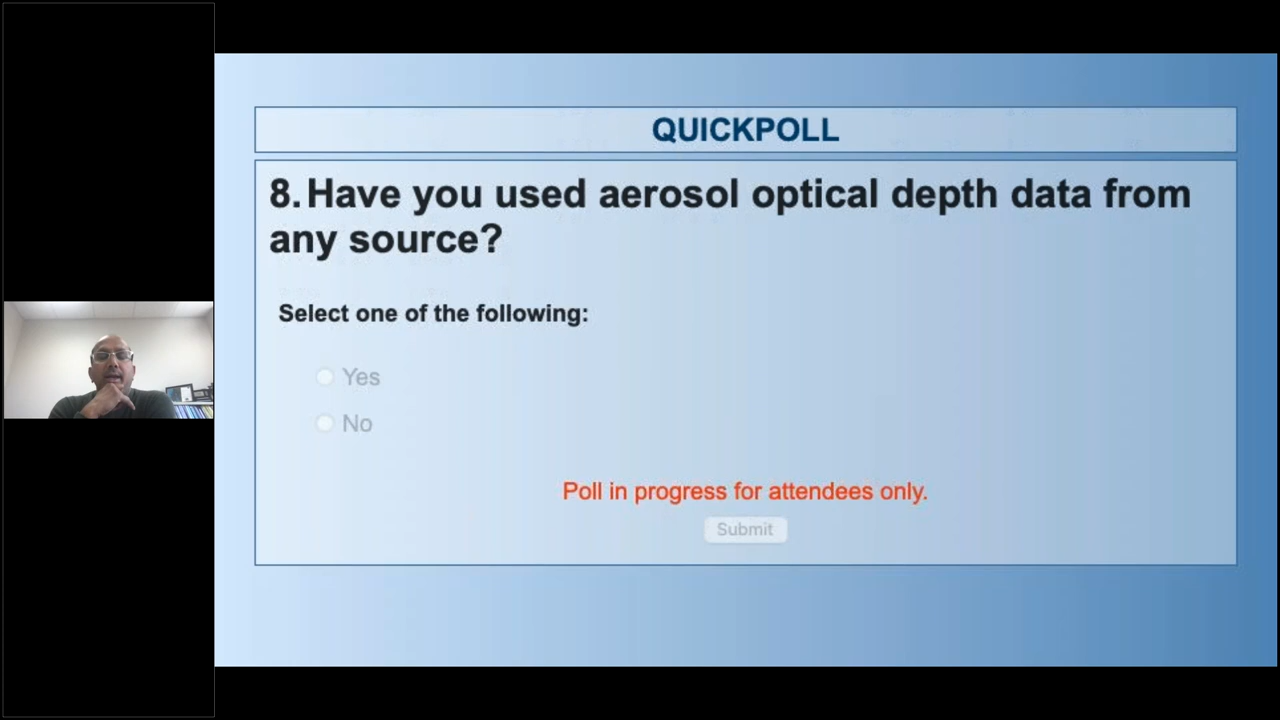 QUICKPOLL
8. Have you used aerosol optical depth data from
any source?
Select one of the following:
Yes
No
Poll in progress for attendees only.
Submit